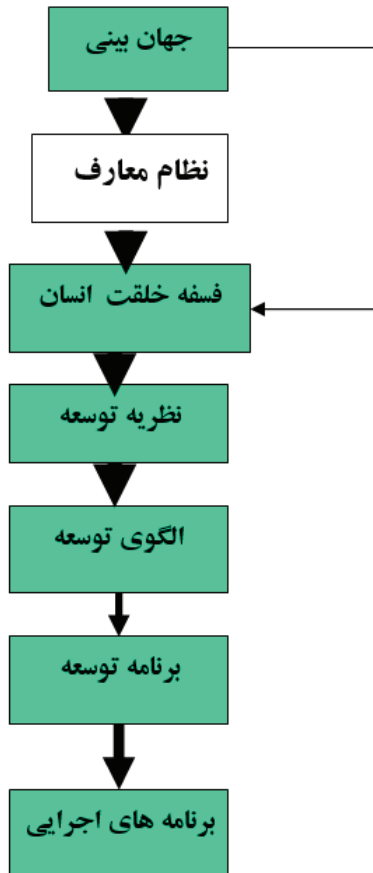 جهان بینی
نظام معارف
فسفه خلقت انسان
نظریه توسعه
الگوی توسعه
برنامه توسعه
برنامه های اجرایی